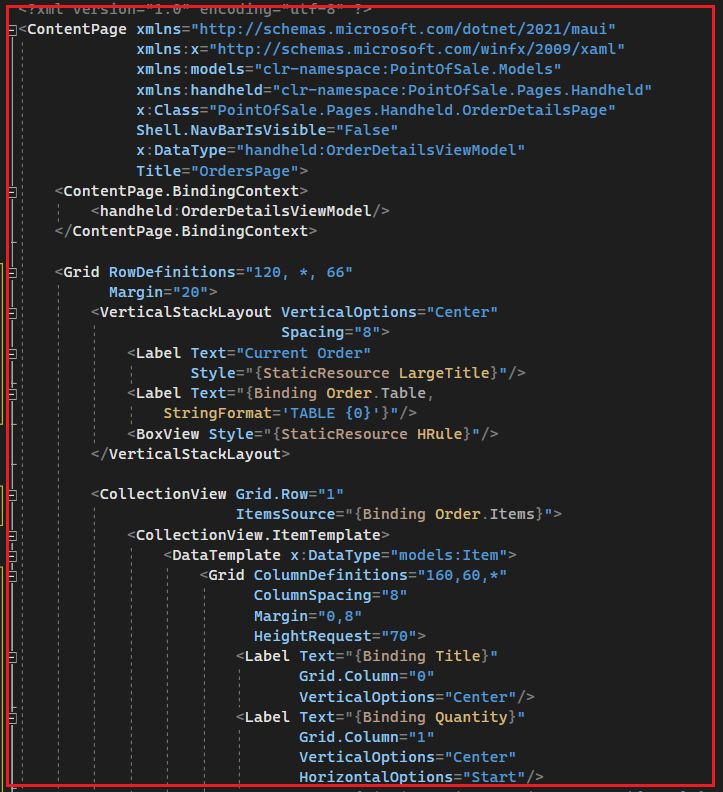 <?xml version="1.0" encoding="utf-8" ?>
<ContentPage xmlns="http://schemas.microsoft.com/dotnet/2021/maui"
xmlns:x="http://schemas.microsoft.com/winfx/2009/xaml"
xmlns:models="clr-namespace:PointOfSale.Models"
xmlns:handheld="clr-namespace:PointOfSale.Pages.Handheld"
x:Class="PointOfSale.Pages.Handheld.OrderDetailsPage"
Shell.NavBarIsVisible="False"
x:DataType="handheld:OrderDetailsViewModel"
Title="OrdersPage">
<ContentPage.BindingContext>
<handheld:OrderDetailsViewModel/>
</ContentPage.BindingContext>
<Grid RowDefinitions="120, *, 66"
Margin="20">
<VerticalStackLayout VerticalOptions="Center"
Spacing="8">
<Label Text="Current Order"
Style="{StaticResource LargeTitle}"/>
<Label Text="{Binding Order.Table,
StringFormat='TABLE {0}'}"/>
<BoxView Style="{StaticResource HRule}"/>
</VerticalStackLayout>
<CollectionView Grid.Row="1"
ItemsSource="{Binding Order.Items}">
<CollectionView.ItemTemplate>
<DataTemplate x:DataType="models:Item">
<Grid ColumnDefinitions="160,60,*"
ColumnSpacing="8"
Margin="0,8"
HeightRequest="70">
<Label Text="{Binding Title}"
Grid.Column="0"
VerticalOptions="Center"/>
<Label Text="{Binding Quantity}"
Grid.Column="1"
VerticalOptions="Center"
HorizontalOptions="Start"/>